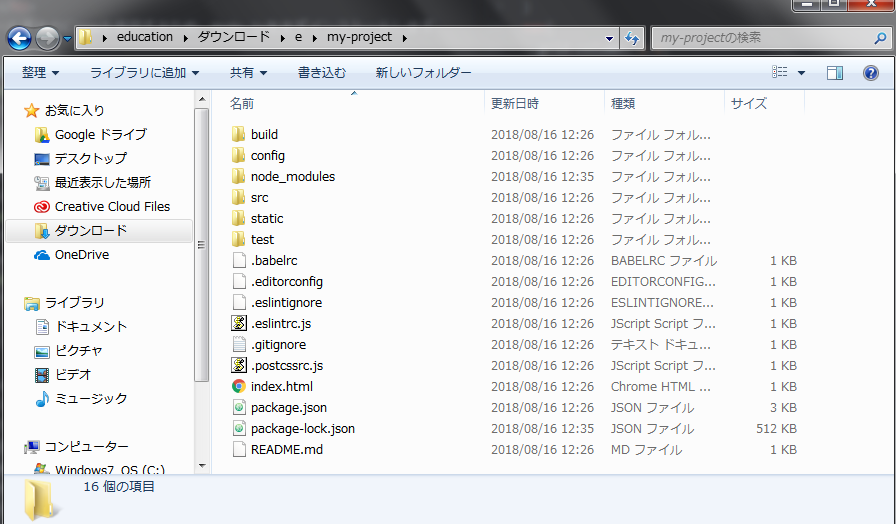 education ▸ ダウンロード ▸ e ▸ my-project ▸
my-projectの検索
整理 ライブラリに追加 共有 書き込む 新しいフォルダー
お気に入り
Google ドライブ
デスクトップ
最近表示した場所
Creative Cloud Files
ダウンロード
OneDrive
ライブラリ
ドキュメント
ピクチャ
ビデオ
ミュージック
コンピューター
Windows7_OS (C:)
名前 更新日時 種類 サイズ
build 2018/08/16 12:26 ファイル フォル...
config 2018/08/16 12:26 ファイル フォル...
node_modules 2018/08/16 12:35 ファイル フォル...
src 2018/08/16 12:26 ファイル フォル...
static 2018/08/16 12:26 ファイル フォル...
test 2018/08/16 12:26 ファイル フォル...
.babelrc 2018/08/16 12:26 BABELRC ファイル 1 KB
.editorconfig 2018/08/16 12:26 EDITORCONFIG... 1 KB
.eslintignore 2018/08/16 12:26 ESLINTIGNORE... 1 KB
.eslintrc.js 2018/08/16 12:26 JScript Script フ... 1 KB
.gitignore 2018/08/16 12:26 テキスト ドキュ... 1 KB
.postcssrc.js 2018/08/16 12:26 JScript Script フ... 1 KB
index.html 2018/08/16 12:26 Chrome HTML ... 1 KB
package.json 2018/08/16 12:26 JSON ファイル 3 KB
package-lock.json 2018/08/16 12:35 JSON ファイル 512 KB
README.md 2018/08/16 12:26 MD ファイル 1 KB
16 個の項目